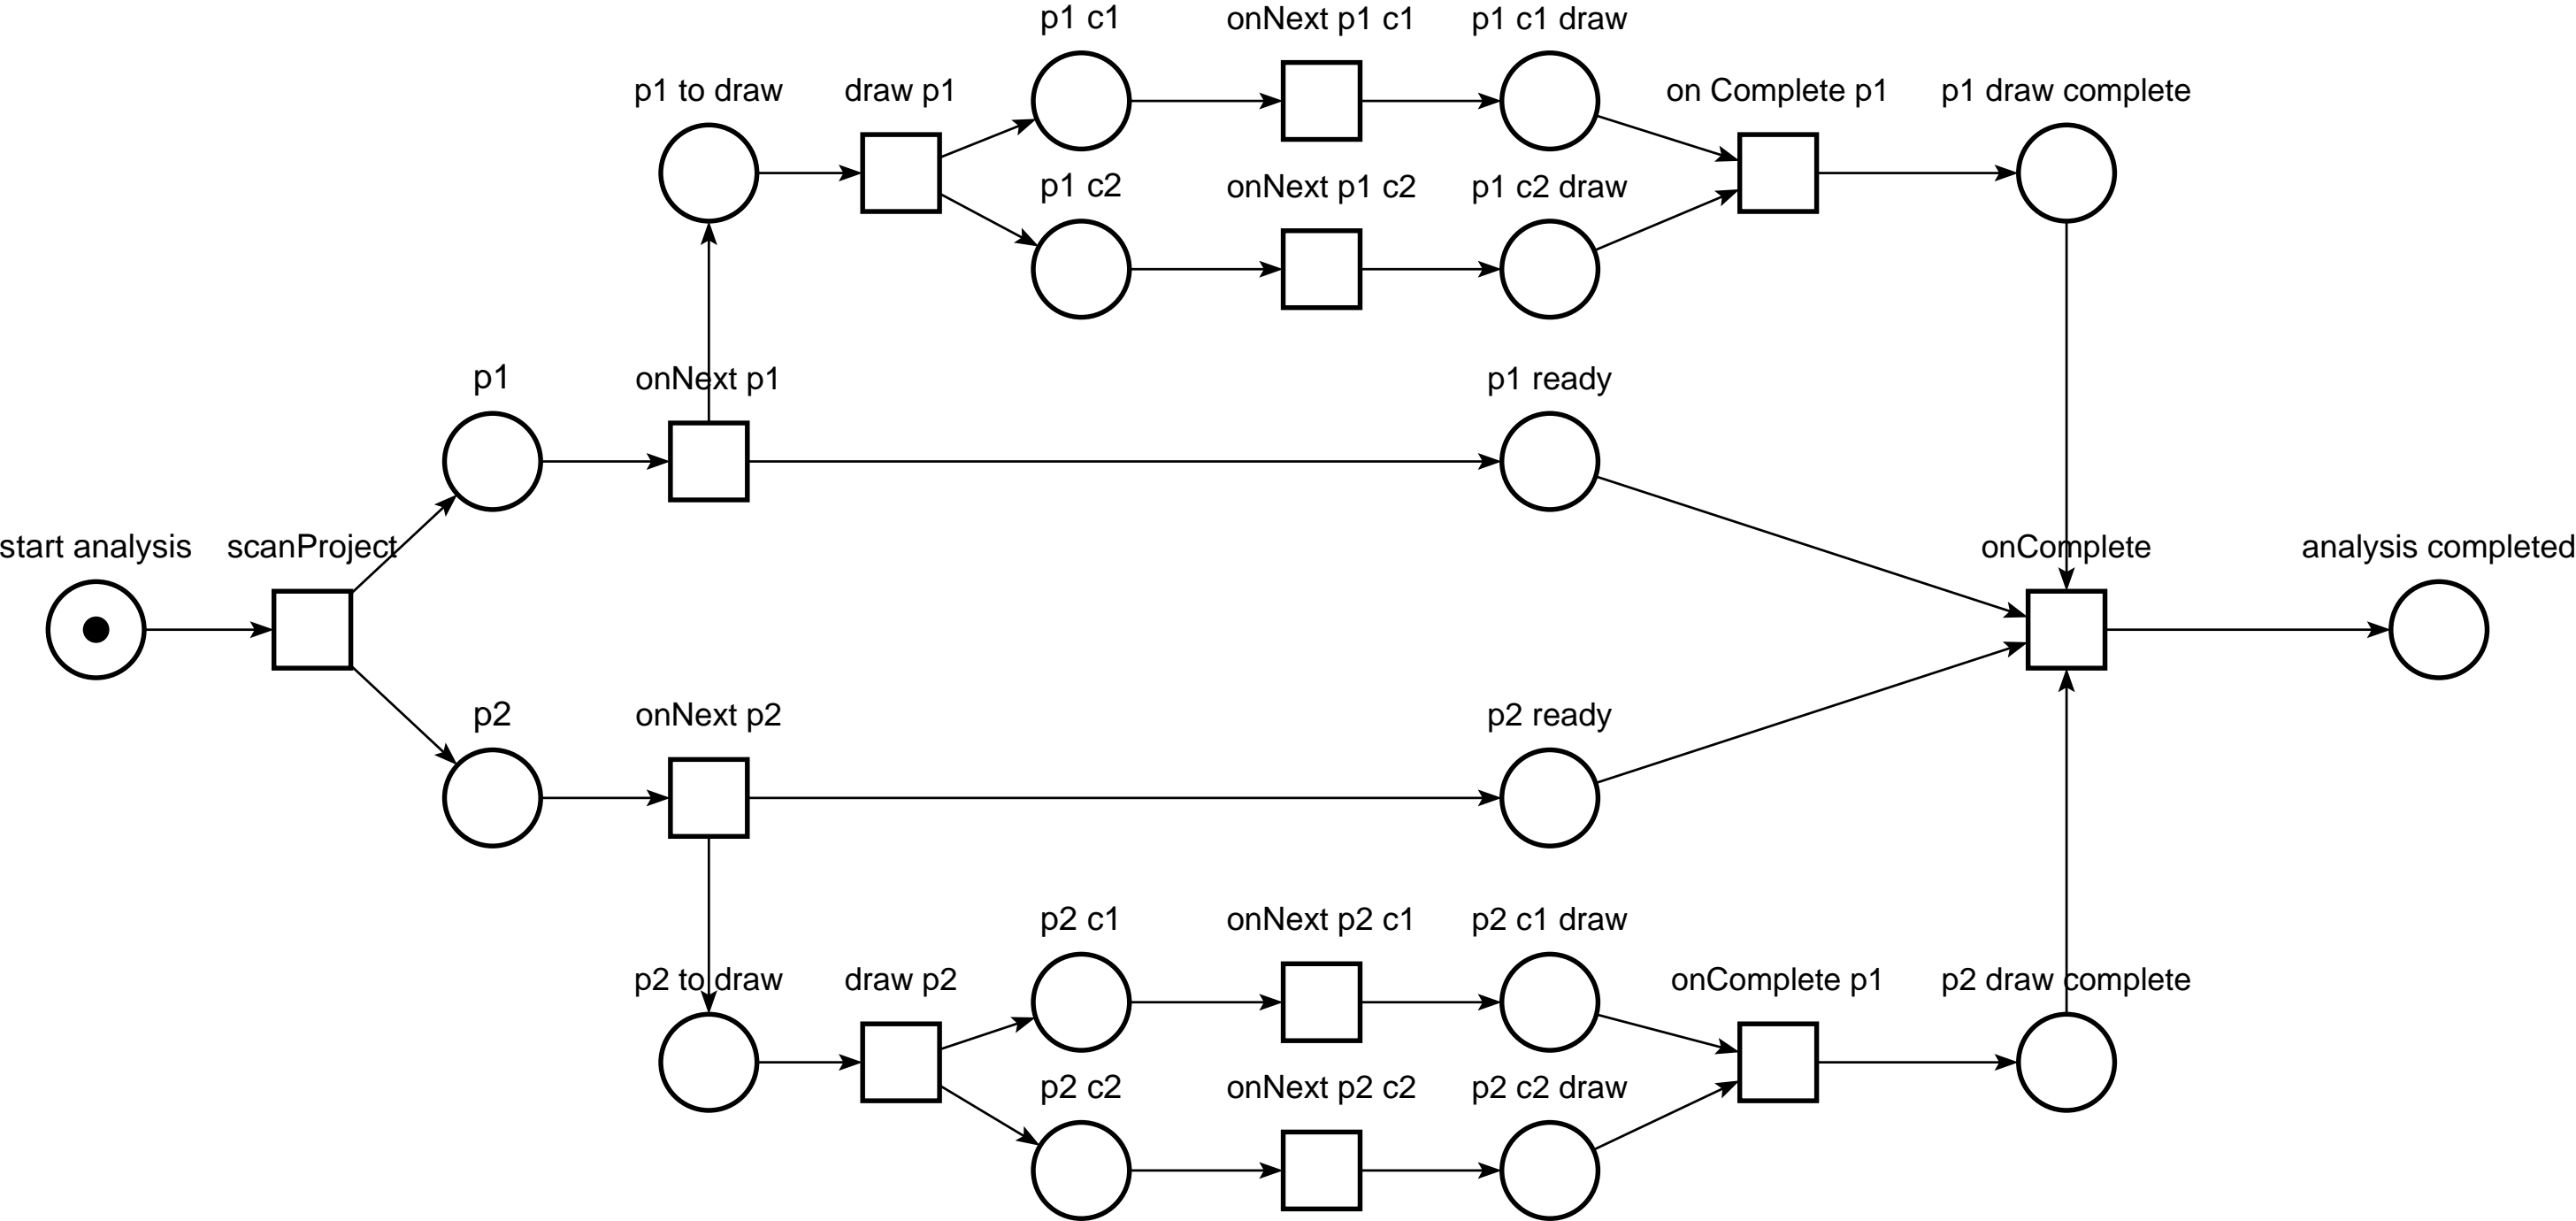 p1 c1
onNext p1 c1
p1 c1 draw
p1 to draw
draw p1
on Complete p1
p1 draw complete
p1 c2
onNext p1 c2
p1 c2 draw
p1
onNext p1
p1 ready
start analysis
scanProject
onComplete
analysis completed
p2
onNext p2
p2 ready
p2 c1
onNext p2 c1
p2 c1 draw
p2 to draw
draw p2
onComplete p1
p2 draw complete
p2 c2
onNext p2 c2
p2 c2 draw